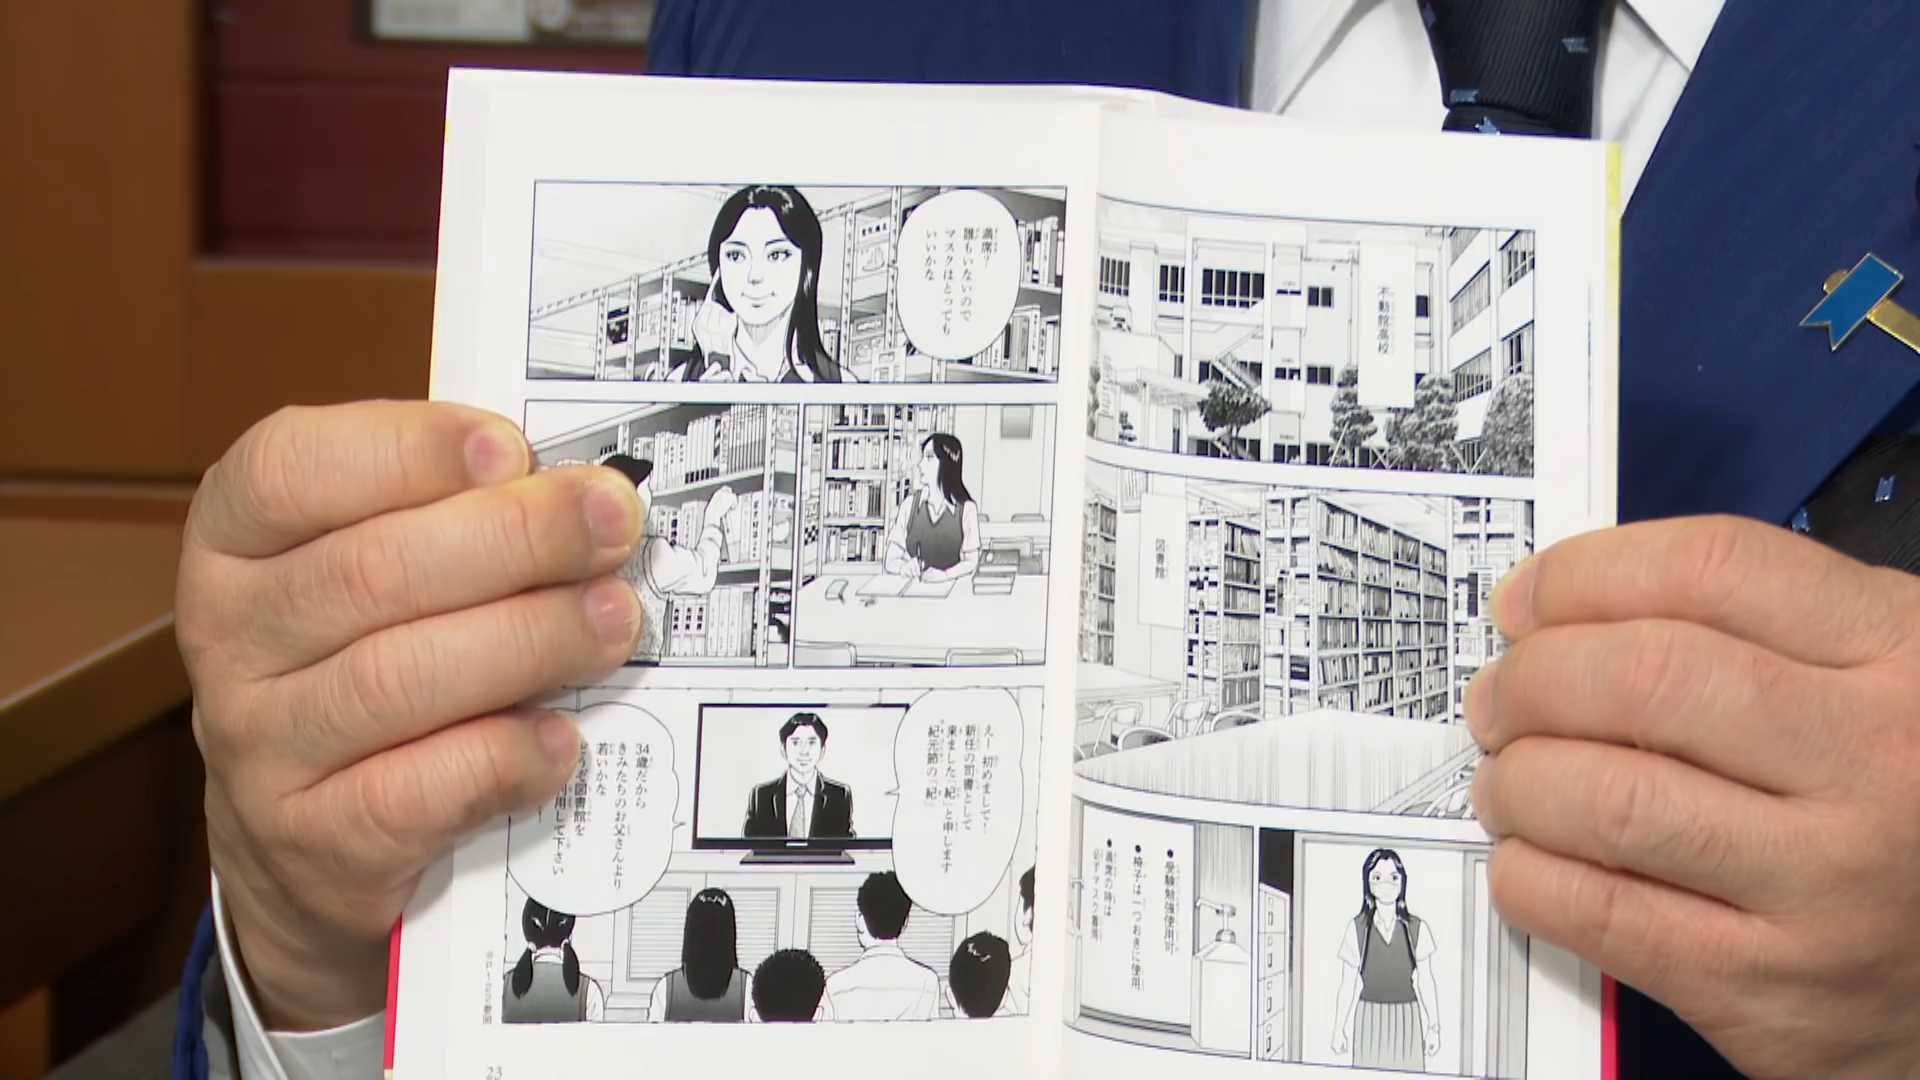 不動館高校
図書館
●受験勉強使用可
●椅子は一つおきに使用
●満席の時は
必ずマスク着用
満席?
誰もいないので
マスクはとっても
いいかな
えー 初めまして!
新任の司書として
来ました「紀」と申します
紀元節の「紀」
34歳だから
きみたちのお父さんより
若いかな
どうぞ図書館を
利用して下さい
23